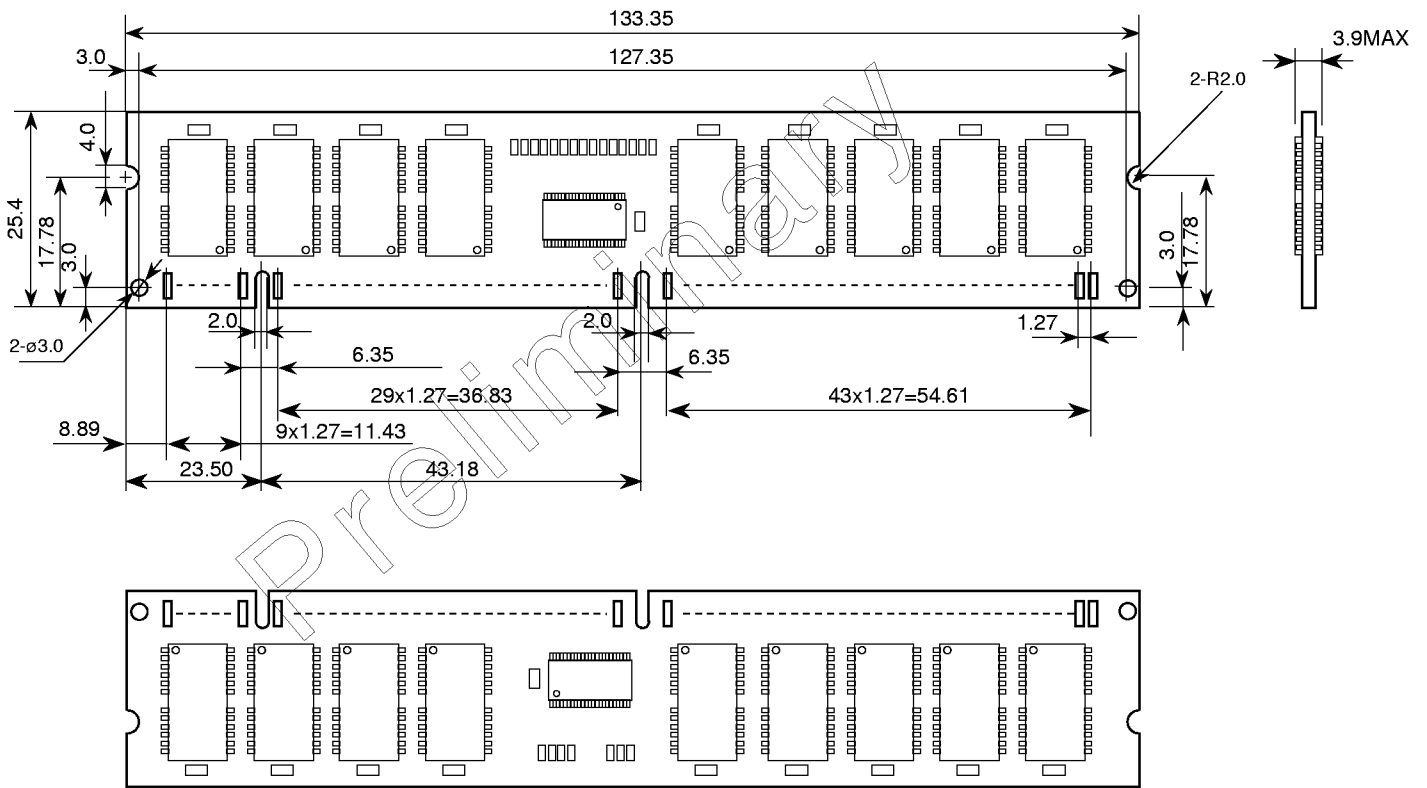 133.35
3.9MAX
3.0
127.35
2-R2.0
4.0
25.4
17.78
3.0
3.0
17.78
2.0
2.0
1.27
2-ø3.0
6.35
6.35
29x1.27=36.83
43x1.27=54.61
8.89
9x1.27=11.43
23.50
43.18
Preliminary